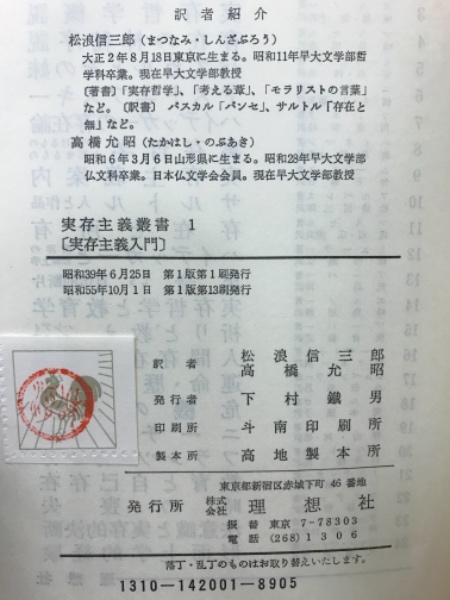 訳者紹介
松浪信三郎(まつなみ・しんざぶろう)
大正2年8月18日東京に生まる。昭和11年早大文学部哲
学科卒業。現在早大文学部教授
〔著書〕「実存哲学」、「考える葦」、「モラリストの言葉」
など。〔訳書〕 パスカル「パンセ」、サルトル「存在と
無」など。
高橋允昭(たかはし・のぶあき)
昭和6年3月6日山形県に生まる。昭和28年早大文学部
仏文科卒業。日本仏文学会会員。現在早大文学部教授
実存主義叢書 1
〔実存主義入門〕
昭和39年6月25日 第1版第1刷発行
昭和55年10月1日 第1版第13刷発行
訳者 松浪信三郎
高橋允昭
発行者 下村鐵男
印刷所 斗南印刷所
製本所 高地製本所
東京都新宿区赤城下町 46 番地
発行所 株式会社 理想社
振替 東京 7-78303
電話 (268) 1306
落丁・乱丁のものはお取り替えいたします。
1310-142001-8905